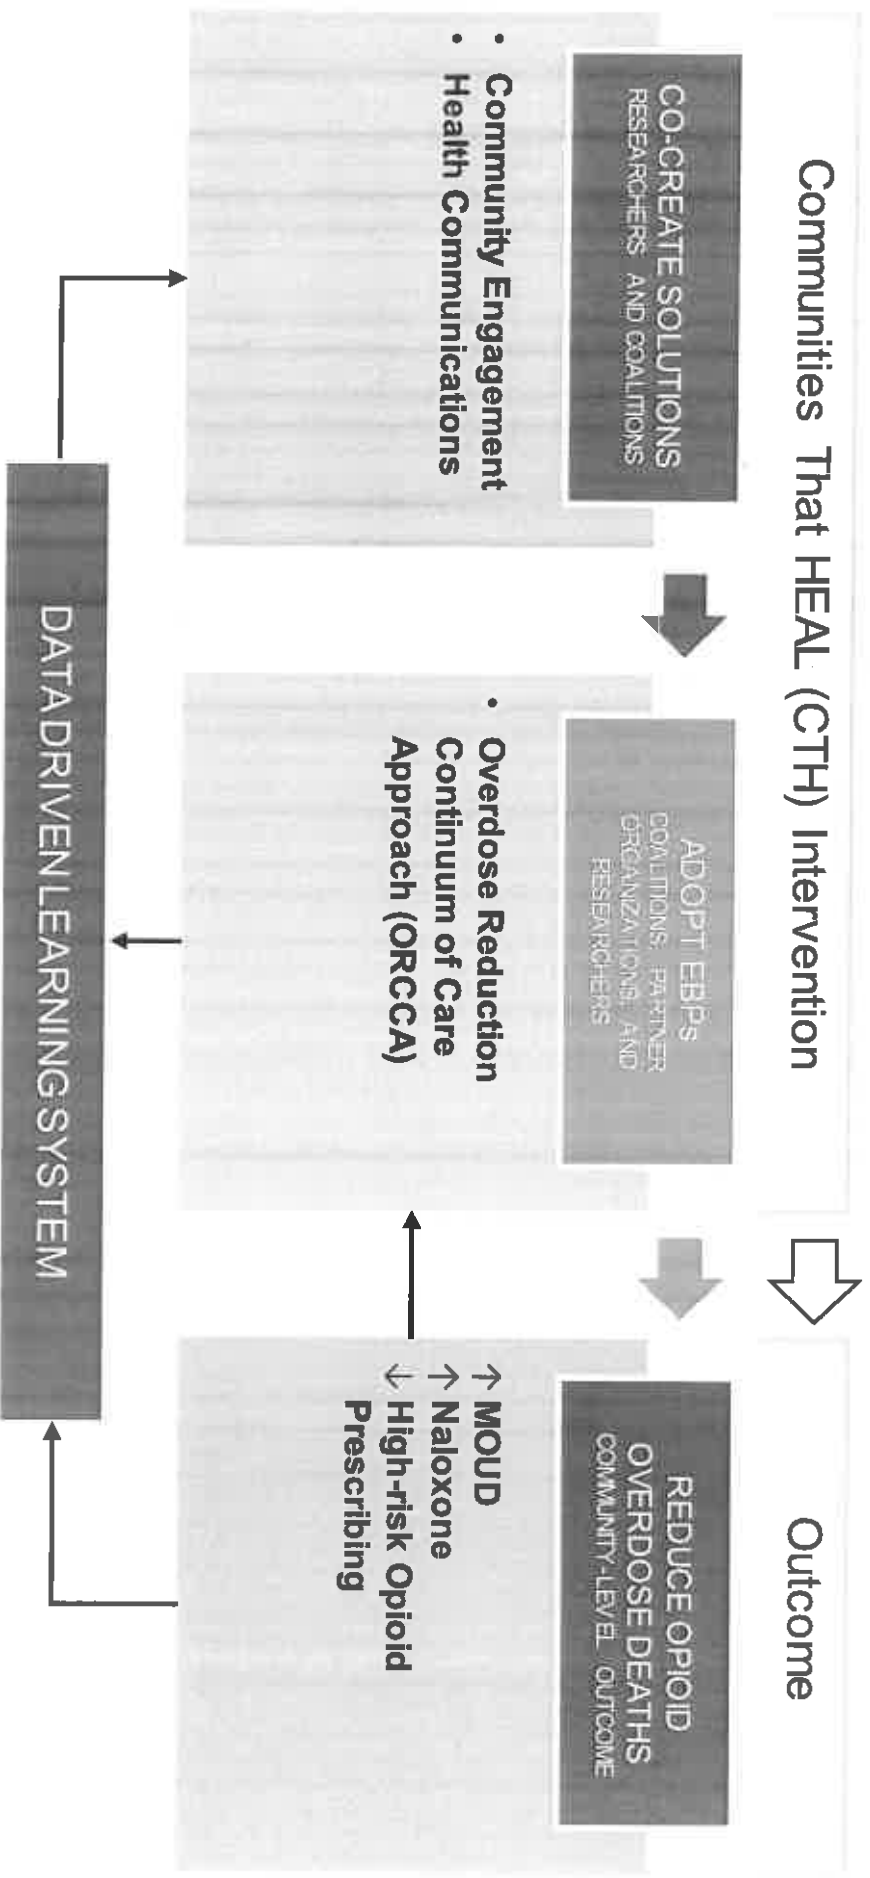 Communities That HEAL (CTH) Intervention
Outcome
CO-CREATE SOLUTIONS
RESEARCHERS AND COALITIONS
• Community Engagement
• Health Communications
ADOPT EBPs
COALITIONS, PARTNER
ORGANIZATIONS, AND
RESEARCHERS
• Overdose Reduction
Continuum of Care
Approach (ORCCA)
REDUCE OPIOID
OVERDOSE DEATHS
COMMUNITY-LEVEL OUTCOME
↑ MOUD
↑ Naloxone
↓ High-risk Opioid
Prescribing
DATA DRIVEN LEARNING SYSTEM